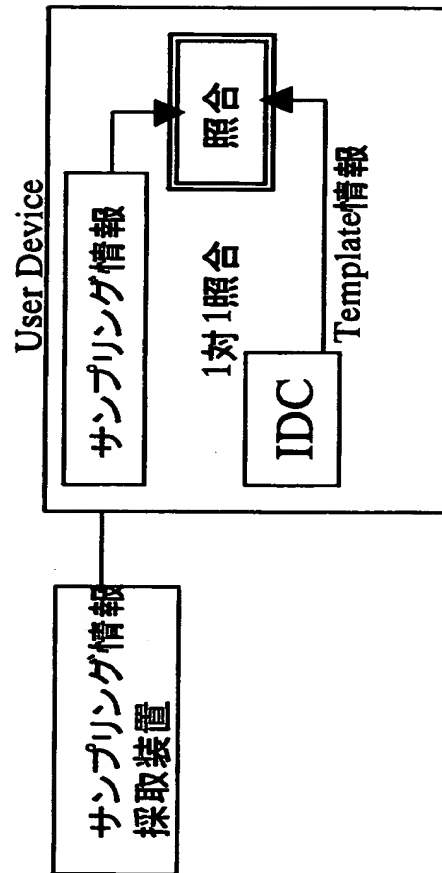 User Device
サンプリング情報
採取装置
サンプリング情報
照合
1対1照合
IDC
Template情報